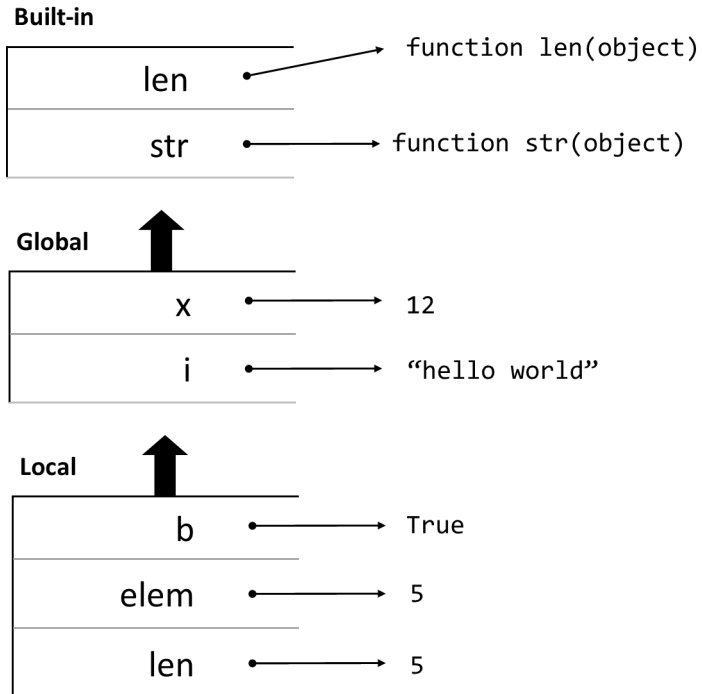 Built-in
len function len(object)
str function str(object)
Global
x 12
i “hello world”
Local
b True
elem 5
len 5